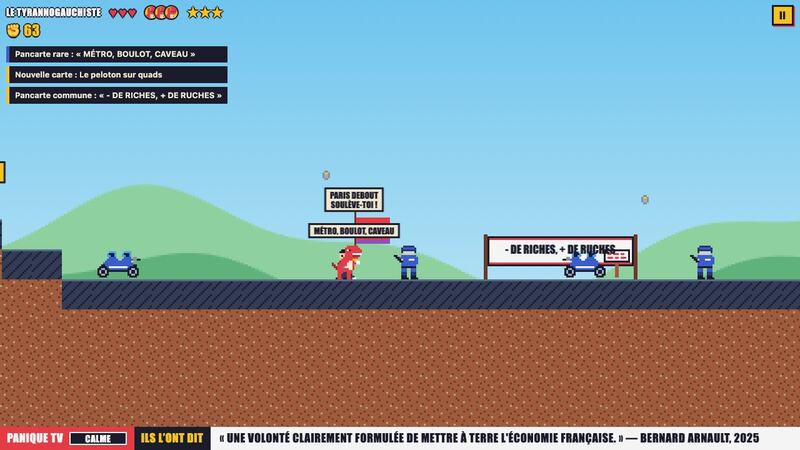 LE TYRANNOGAUCHISTE
63
Pancarte rare : « MÉTRO, BOULOT, CAVEAU »
Nouvelle carte : Le peloton sur quads
Pancarte commune : « - DE RICHES, + DE RUCHES »
PARIS DEBOUT
SOULÈVE-TOI !
MÉTRO, BOULOT, CAVEAU
- DE RICHES, + DE RUCHES
PANIQUE TV
CALME
ILS L'ONT DIT
« UNE VOLONTÉ CLAIREMENT FORMULÉE DE METTRE À TERRE L'ÉCONOMIE FRANÇAISE. » — BERNARD ARNAULT, 2025